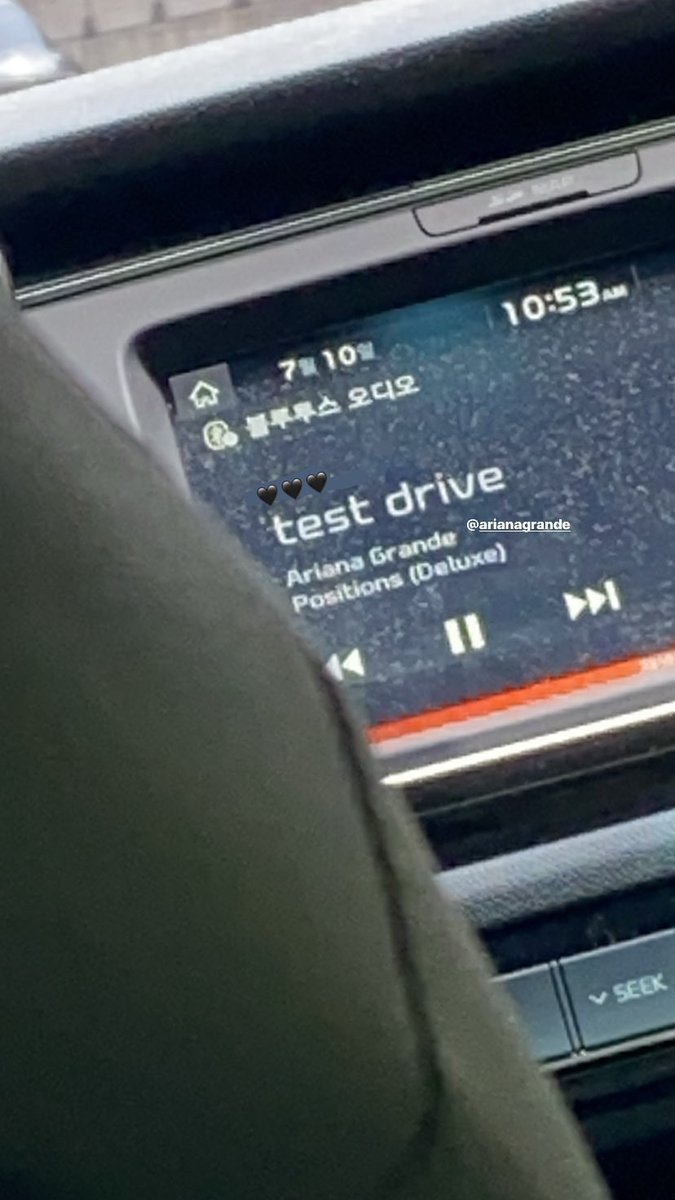 10:53AM
7월 10일
블루투스 오디오
🖤🖤🖤
test drive
@arianagrande
Ariana Grande
Positions (Deluxe)
SEEK